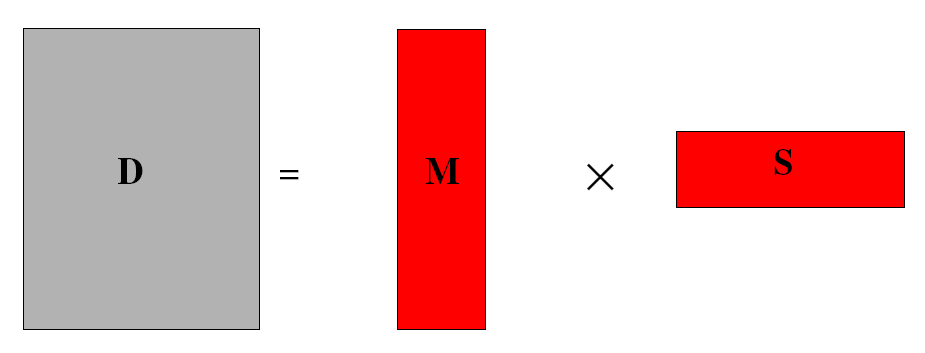 D = M × S